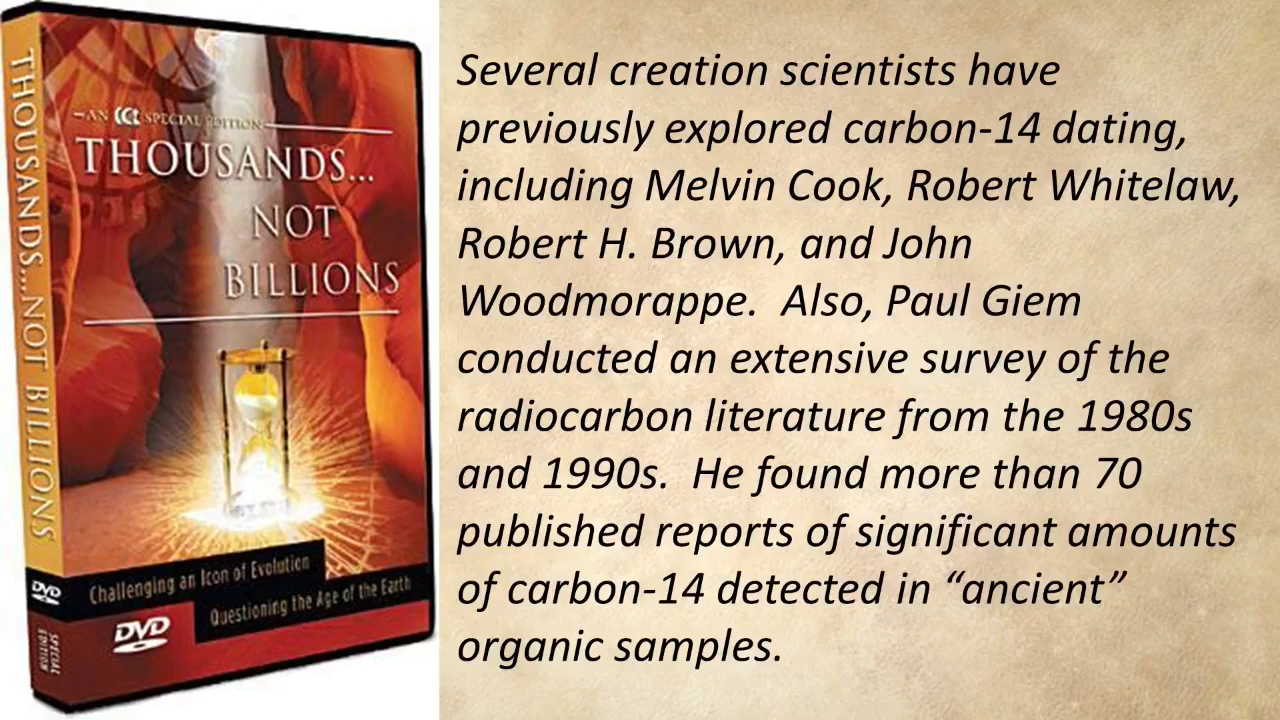 THOUSANDS...NOT BILLIONS
DVD
SPECIAL
EDITION
AN ICR SPECIAL EDITION
THOUSANDS...
NOT
BILLIONS
Challenging an Icon of Evolution
Questioning the Age of the Earth
DVD
Several creation scientists have
previously explored carbon-14 dating,
including Melvin Cook, Robert Whitelaw,
Robert H. Brown, and John
Woodmorappe. Also, Paul Giem
conducted an extensive survey of the
radiocarbon literature from the 1980s
and 1990s. He found more than 70
published reports of significant amounts
of carbon-14 detected in “ancient”
organic samples.